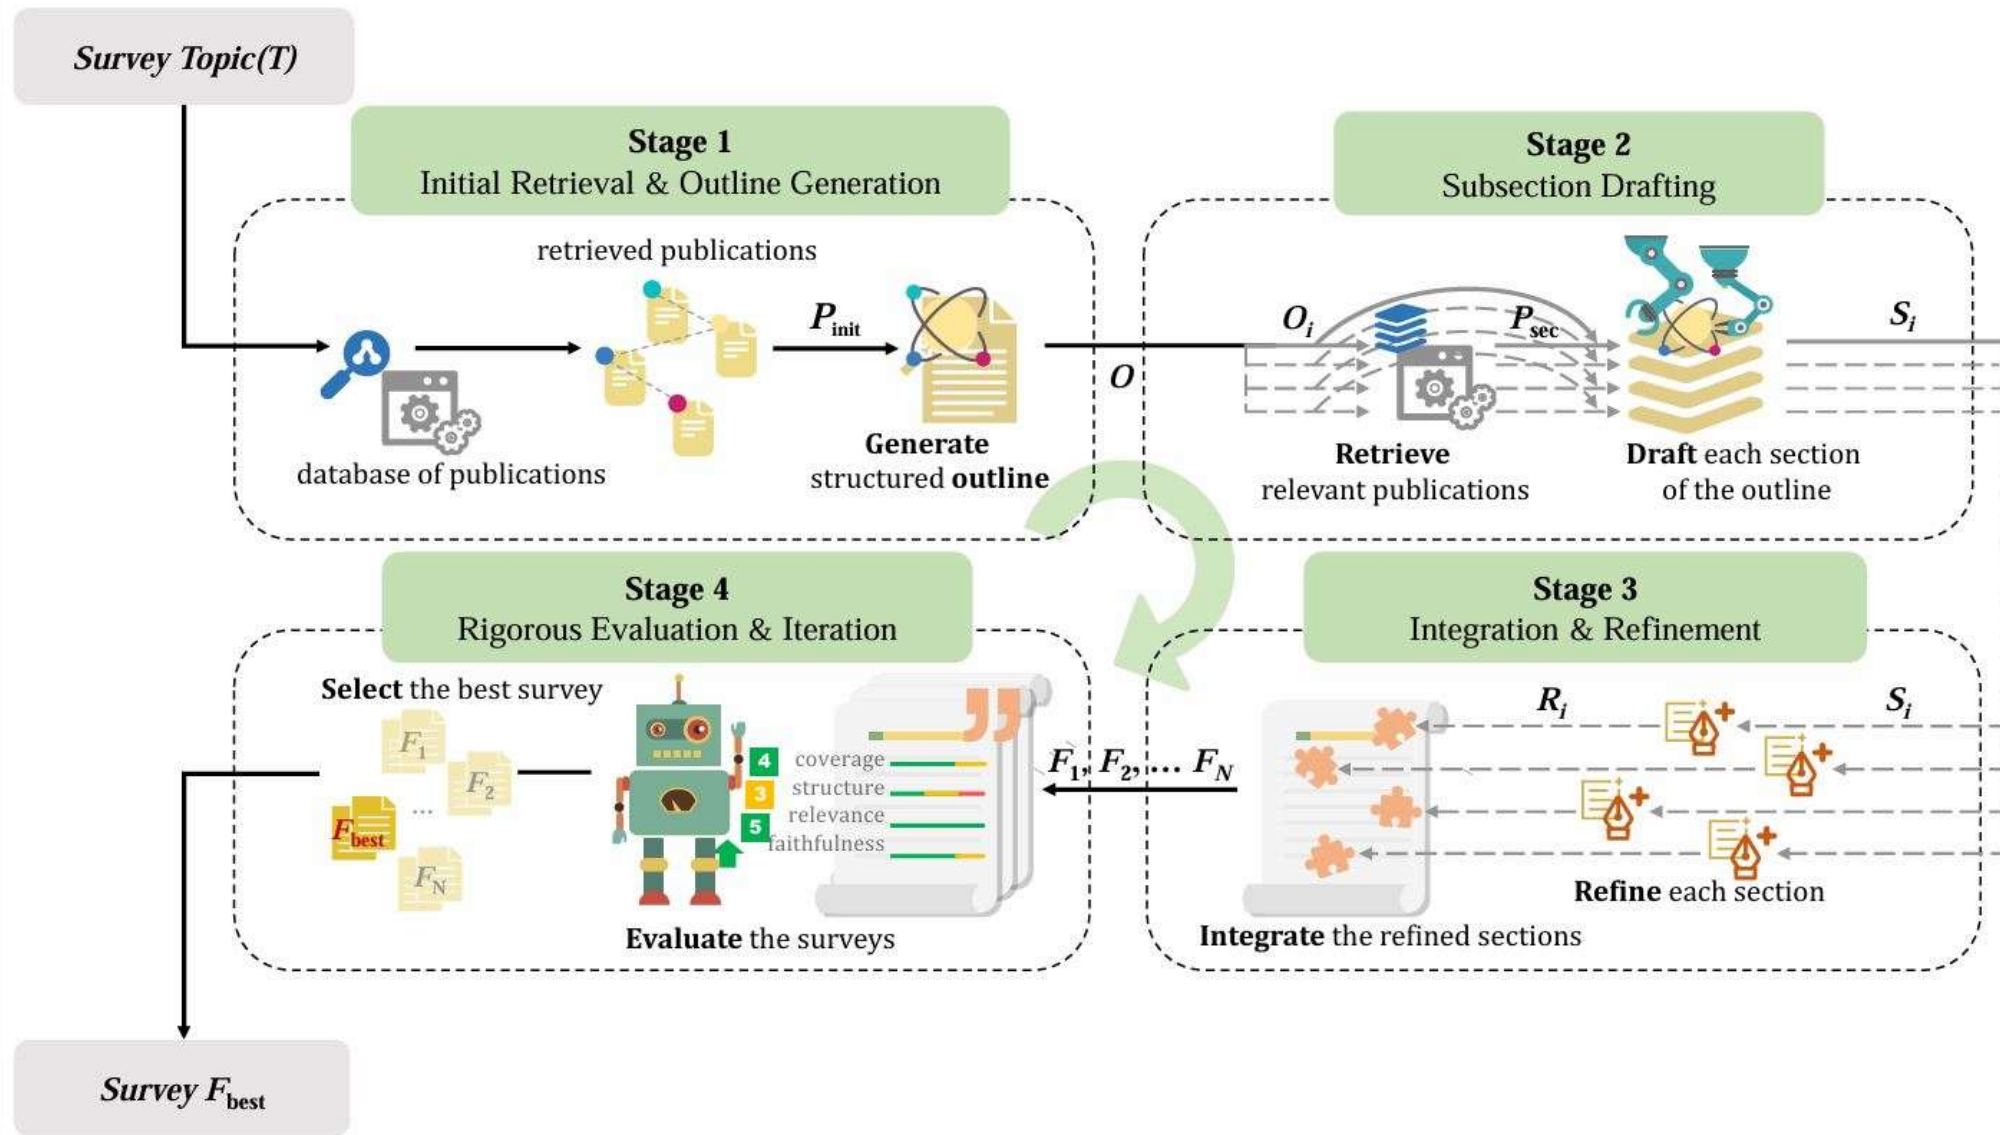 Survey Topic(T)
Stage 1
Initial Retrieval & Outline Generation
retrieved publications
P_init
database of publications
Generate
structured outline
O
Stage 2
Subsection Drafting
O_i
P_sec
S_i
Retrieve
relevant publications
Draft each section
of the outline
Stage 3
Integration & Refinement
R_i
S_i
Refine each section
Integrate the refined sections
F_1, F_2, ... F_N
Stage 4
Rigorous Evaluation & Iteration
Select the best survey
F_1
F_2
...
F_best
F_N
4
3
5
coverage
structure
relevance
faithfulness
Evaluate the surveys
Survey F_best